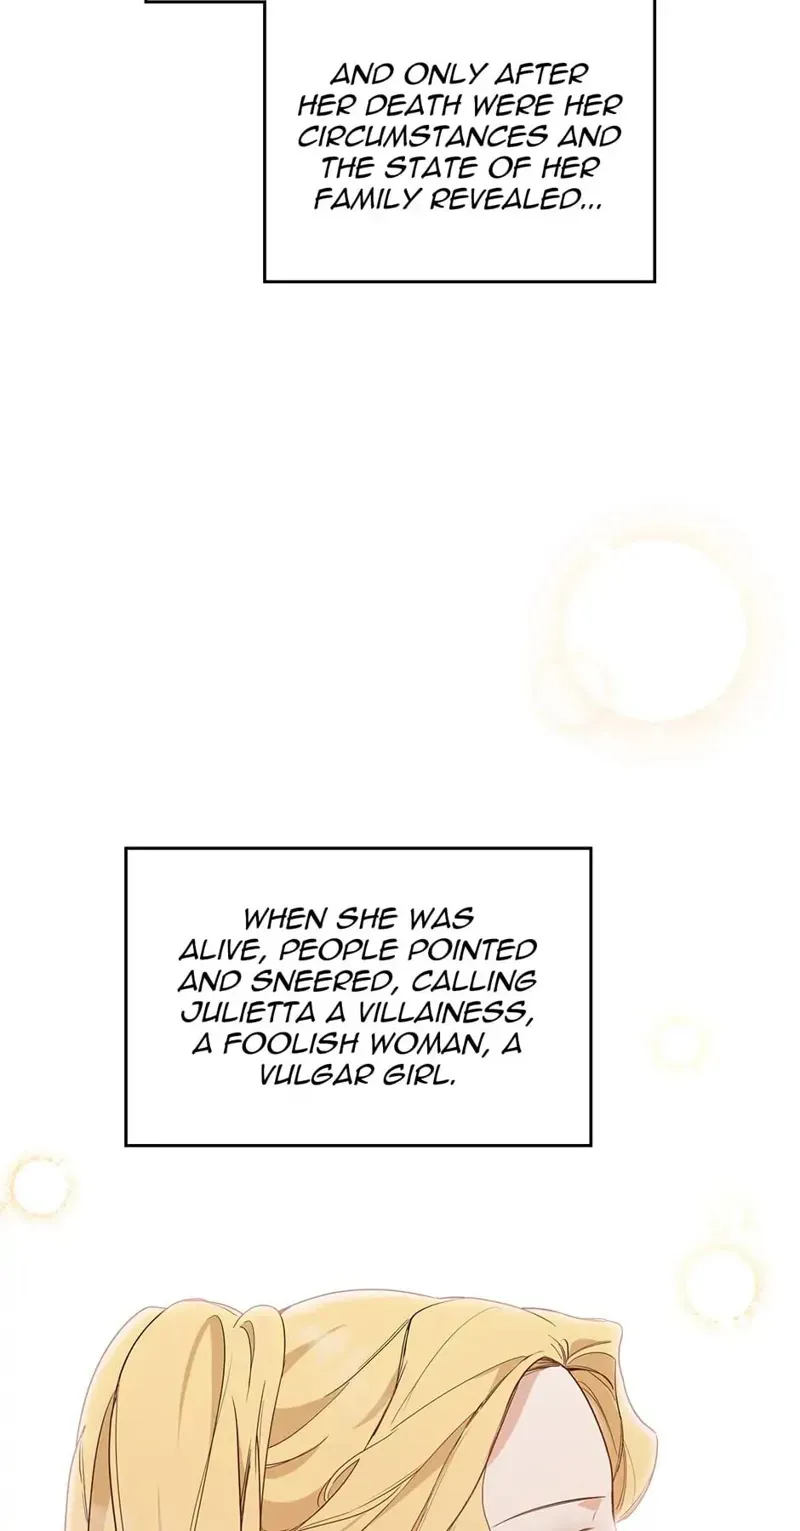 AND ONLY AFTER
HER DEATH WERE HER
CIRCUMSTANCES AND
THE STATE OF HER
FAMILY REVEALED...
WHEN SHE WAS
ALIVE, PEOPLE POINTED
AND SNEERED, CALLING
JULIETTA A VILLAINESS,
A FOOLISH WOMAN, A
VULGAR GIRL.